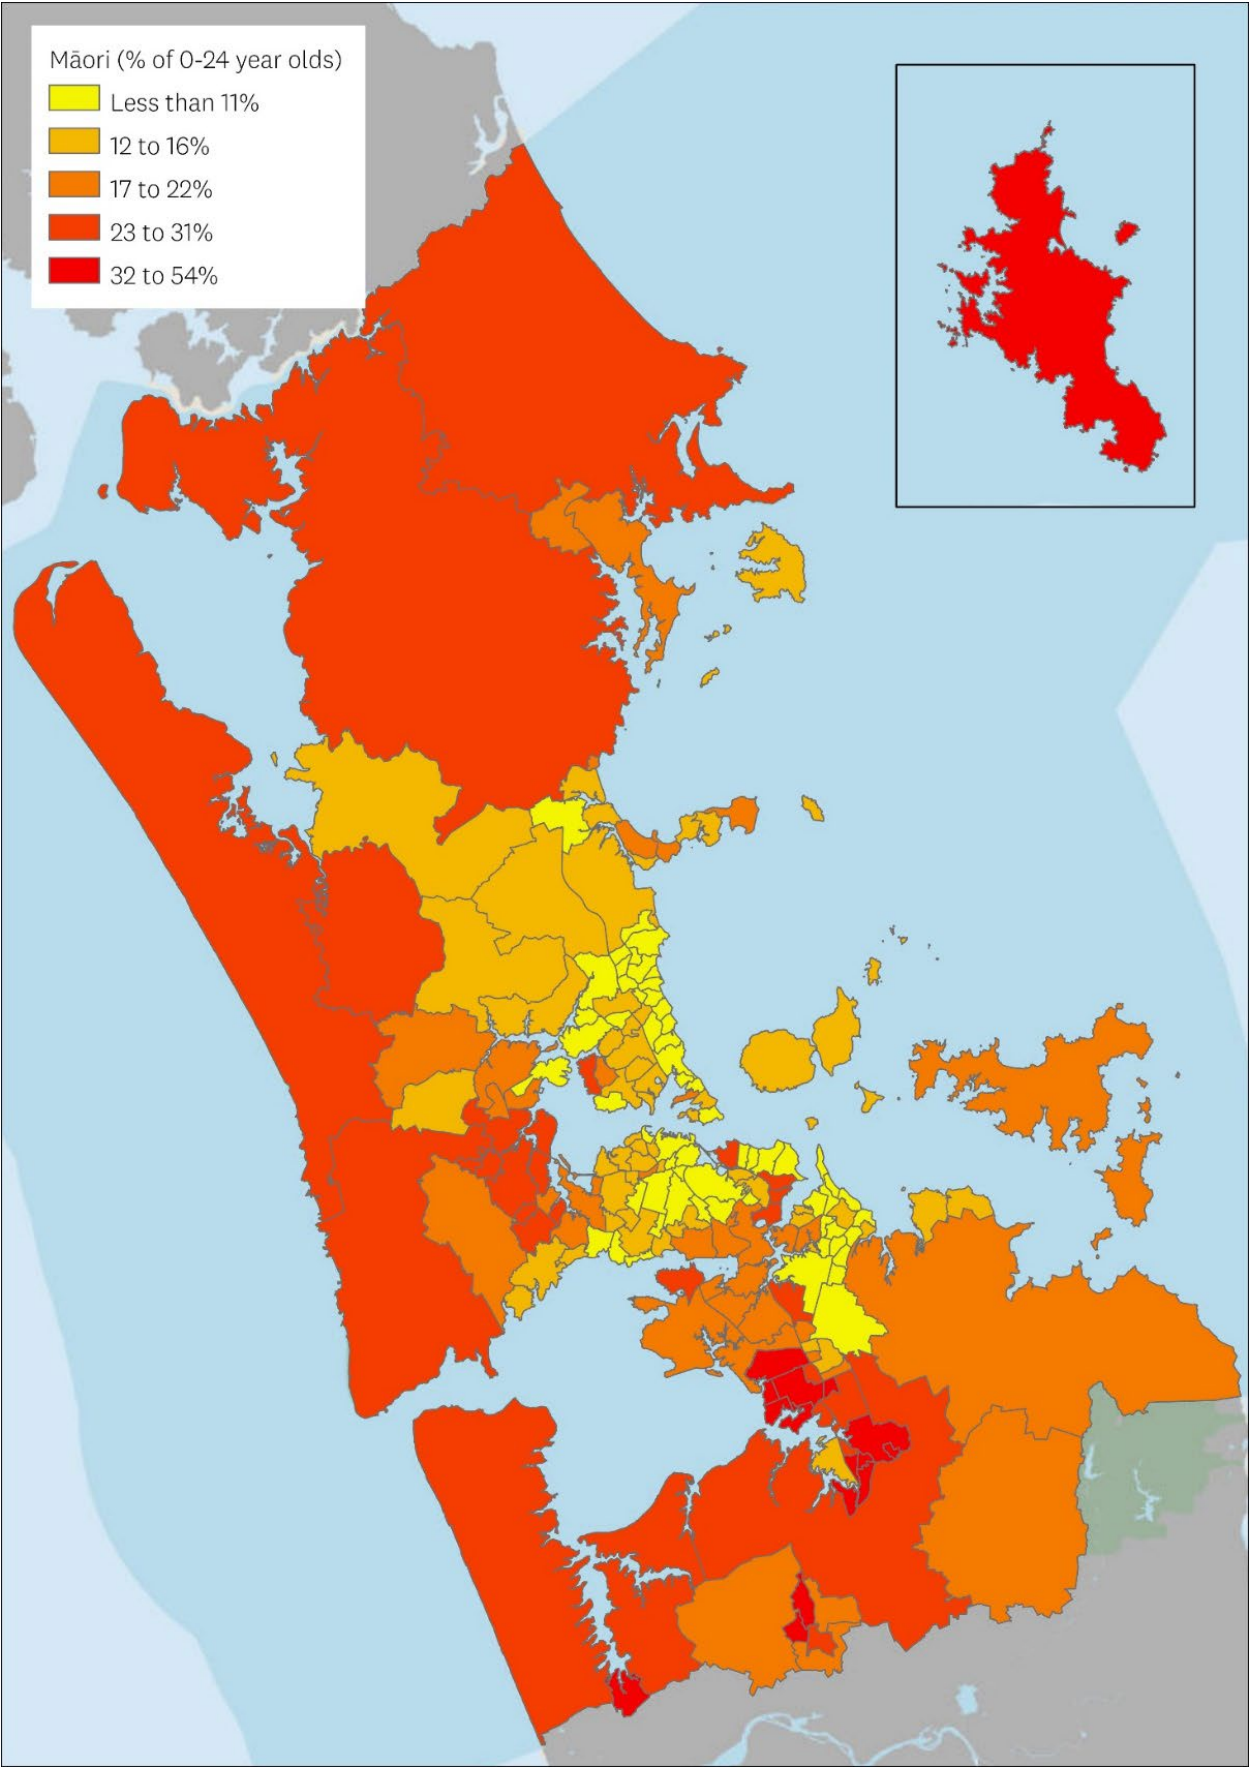 Māori (% of 0-24 year olds)
Less than 11%
12 to 16%
17 to 22%
23 to 31%
32 to 54%